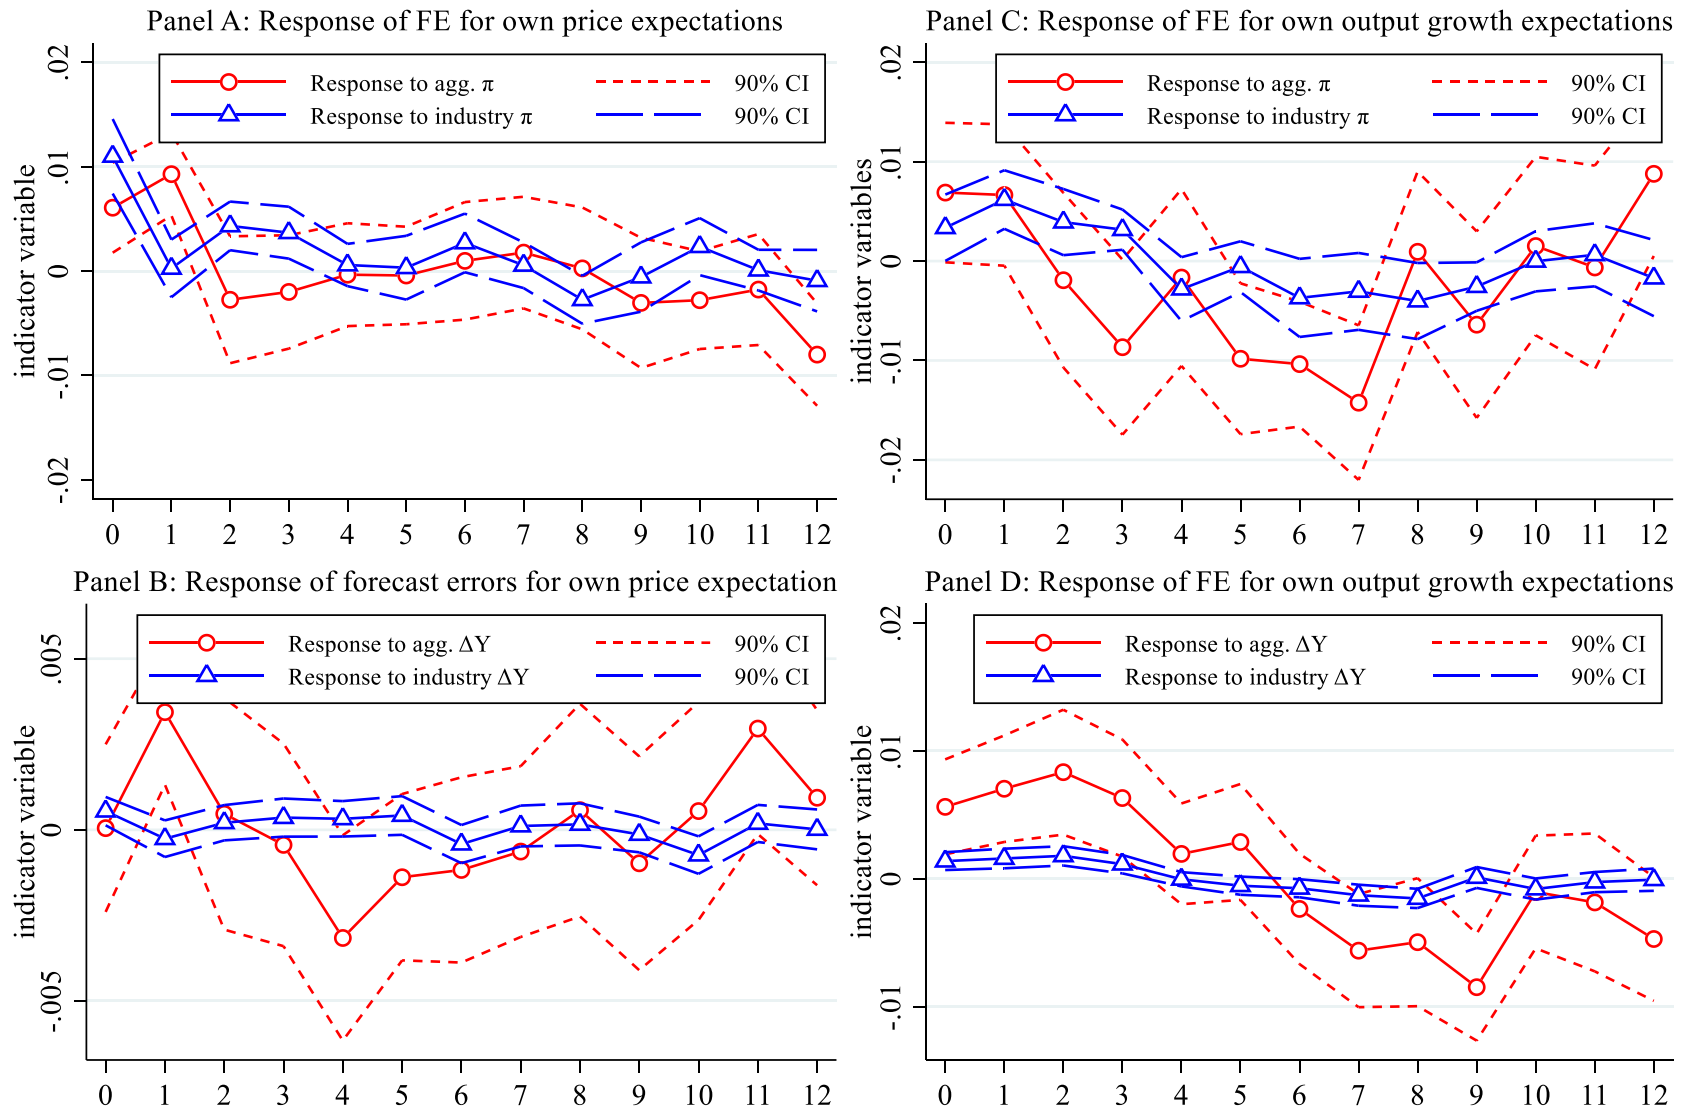 Panel A: Response of FE for own price expectations
Response to agg. π 90% CI
Response to industry π 90% CI
indicator variable
.02
.01
0
-.01
-.02
0 1 2 3 4 5 6 7 8 9 10 11 12
Panel C: Response of FE for own output growth expectations
Response to agg. π 90% CI
Response to industry π 90% CI
indicator variables
.02
.01
0
-.01
-.02
0 1 2 3 4 5 6 7 8 9 10 11 12
Panel B: Response of forecast errors for own price expectation
Response to agg. ΔY 90% CI
Response to industry ΔY 90% CI
indicator variable
.005
0
-.005
0 1 2 3 4 5 6 7 8 9 10 11 12
Panel D: Response of FE for own output growth expectations
Response to agg. ΔY 90% CI
Response to industry ΔY 90% CI
indicator variable
.02
.01
0
-.01
0 1 2 3 4 5 6 7 8 9 10 11 12